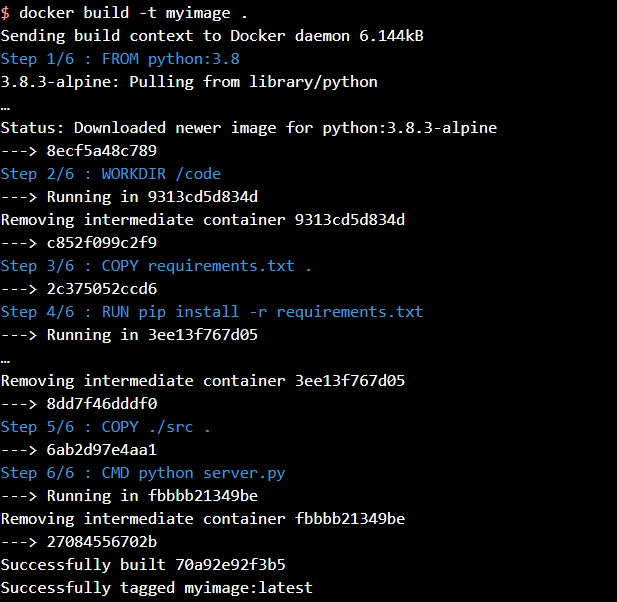 $ docker build -t myimage .
Sending build context to Docker daemon 6.144kB
Step 1/6 : FROM python:3.8
3.8.3-alpine: Pulling from library/python
…
Status: Downloaded newer image for python:3.8.3-alpine
---> 8ecf5a48c789
Step 2/6 : WORKDIR /code
---> Running in 9313cd5d834d
Removing intermediate container 9313cd5d834d
---> c852f099c2f9
Step 3/6 : COPY requirements.txt .
---> 2c375052ccd6
Step 4/6 : RUN pip install -r requirements.txt
---> Running in 3ee13f767d05
…
Removing intermediate container 3ee13f767d05
---> 8dd7f46dddf0
Step 5/6 : COPY ./src .
---> 6ab2d97e4aa1
Step 6/6 : CMD python server.py
---> Running in fbbbb21349be
Removing intermediate container fbbbb21349be
---> 27084556702b
Successfully built 70a92e92f3b5
Successfully tagged myimage:latest